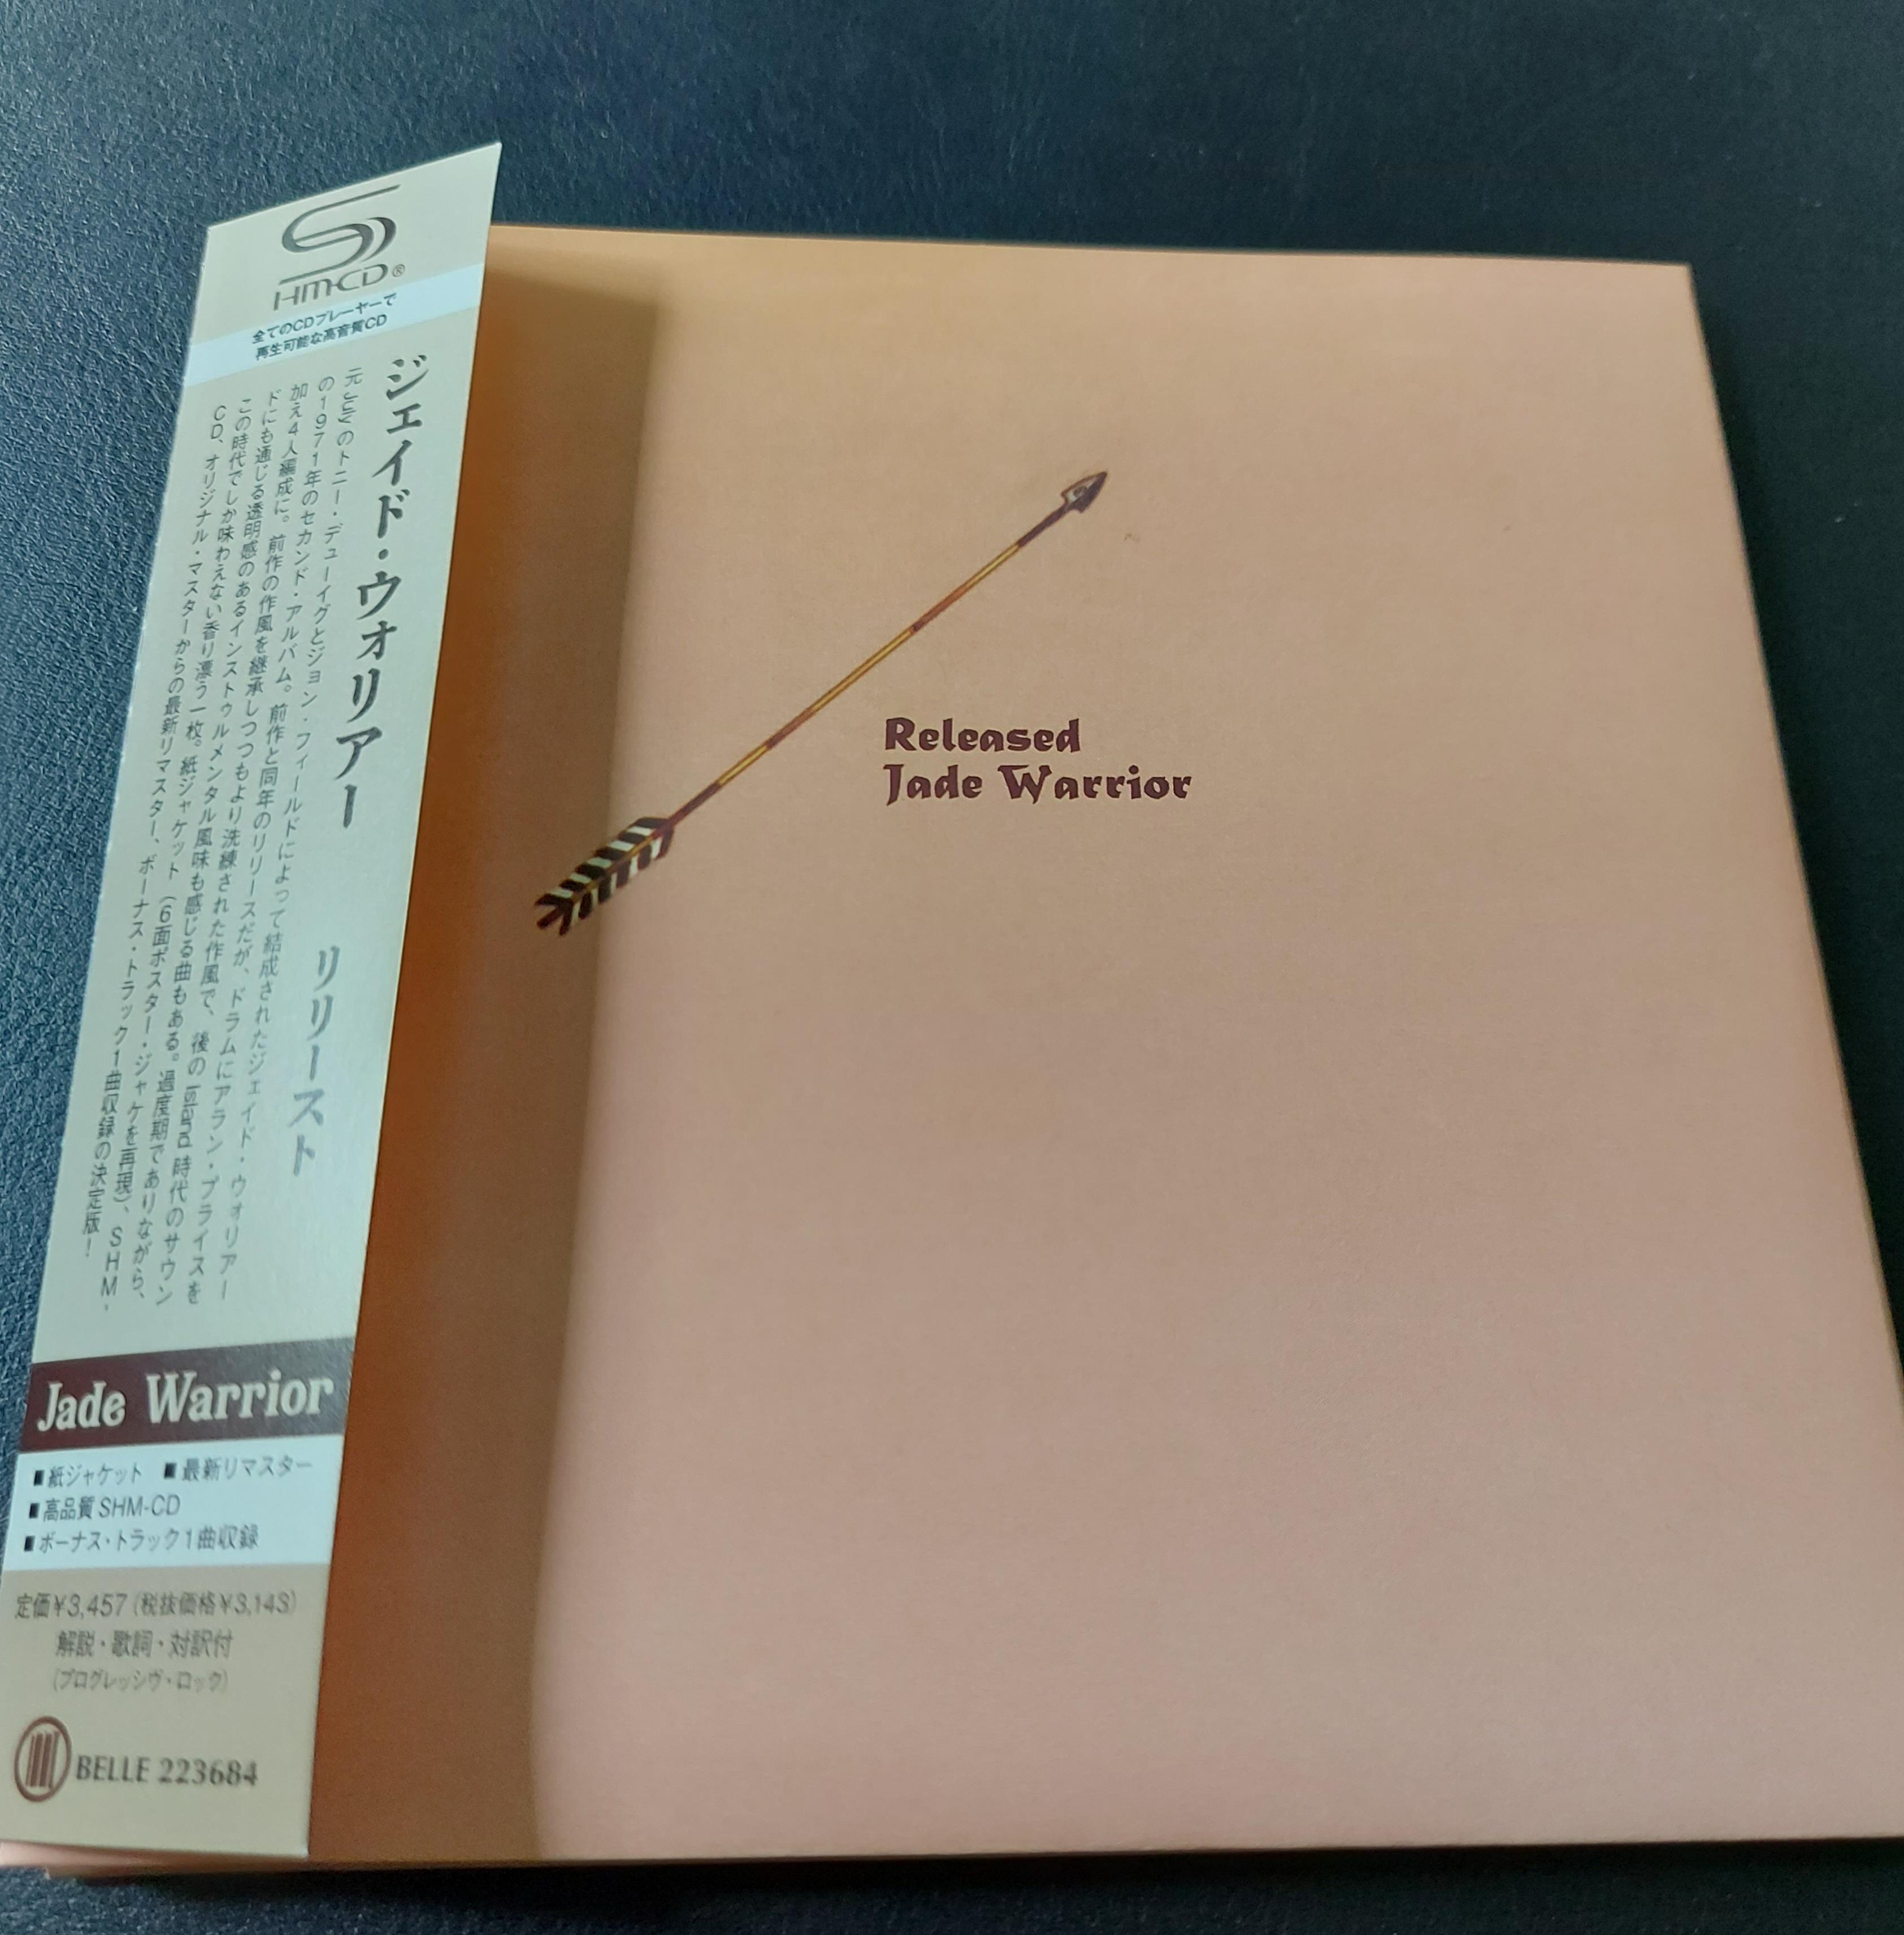 SHM-CD®
全てのCDプレーヤーで
再生可能な高音質CD
ジェイド・ウォリアー　リリースト
元Julyのトニー・デューイグとジョン・フィールドによって結成されたジェイド・ウォリアー
の1971年のセカンド・アルバム。前作と同年のリリースだが、ドラムにアラン・プライスを
加え4人編成に。前作の作風を継承しつつもより洗練された作風で、後のIsland時代のサウン
ドにも通じる透明感のあるインストゥルメンタル風味も感じる曲もある。過度期でありながら、
この時代でしか味わえない香り漂う一枚。紙ジャケット（6面ポスター・ジャケを再現）、SHM-
CD、オリジナル・マスターからの最新リマスター、ボーナス・トラック1曲収録の決定版！
Jade Warrior
■紙ジャケット ■最新リマスター
■高品質SHM-CD
■ボーナス・トラック1曲収録
定価¥3,457（税抜価格¥3,143）
解説・歌詞・対訳付
（プログレッシヴ・ロック）
BELLE 223684
Released
Jade Warrior